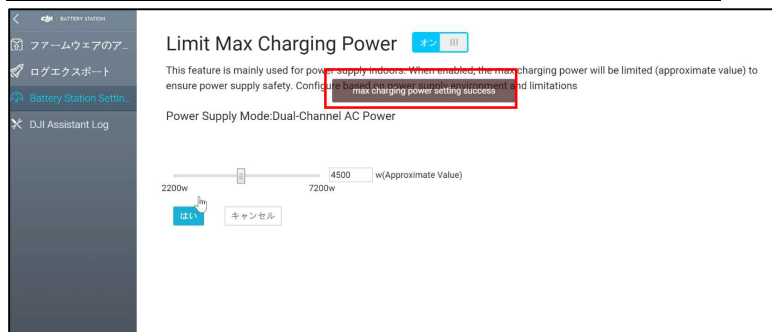 dji BATTERY STATION
ファームウェアのア...
ログエクスポート
Battery Station Settin...
DJI Assistant Log
Limit Max Charging Power オン
This feature is mainly used for power supply indoors. When enabled, the max charging power will be limited (approximate value) to
ensure power supply safety. Configure based on power supply environment and limitations
max charging power setting success
Power Supply Mode:Dual-Channel AC Power
4500 w(Approximate Value)
2200w 7200w
はい キャンセル